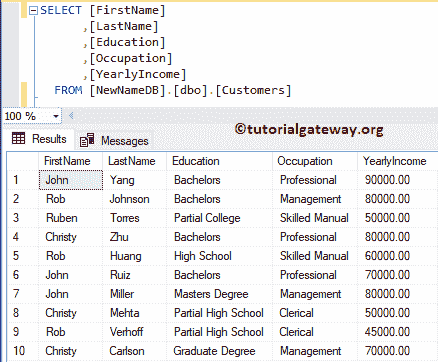 SELECT [FirstName]
,[LastName]
,[Education]
,[Occupation]
,[YearlyIncome]
FROM [NewNameDB].[dbo].[Customers]
100 %
©tutorialgateway.org
Results Messages
FirstName LastName Education Occupation YearlyIncome
1 John Yang Bachelors Professional 90000.00
2 Rob Johnson Bachelors Management 80000.00
3 Ruben Torres Partial College Skilled Manual 50000.00
4 Christy Zhu Bachelors Professional 80000.00
5 Rob Huang High School Skilled Manual 60000.00
6 John Ruiz Bachelors Professional 70000.00
7 John Miller Masters Degree Management 80000.00
8 Christy Mehta Partial High School Clerical 50000.00
9 Rob Verhoff Partial High School Clerical 45000.00
10 Christy Carlson Graduate Degree Management 70000.00